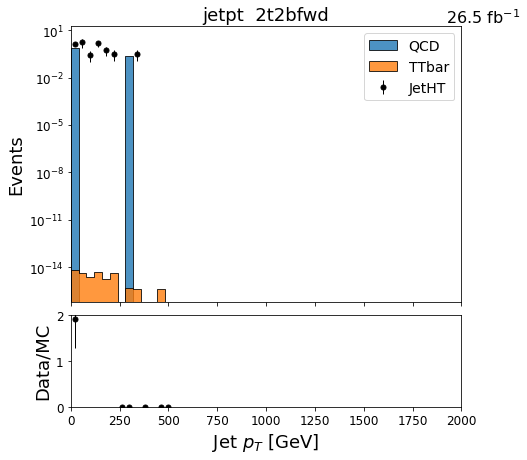 jetpt 2t2bfwd
26.5 fb⁻¹
QCD
TTbar
JetHT
Events
10¹
10⁻²
10⁻⁵
10⁻⁸
10⁻¹¹
10⁻¹⁴
Data/MC
2
1
0
0 250 500 750 1000 1250 1500 1750 2000
Jet p_T [GeV]